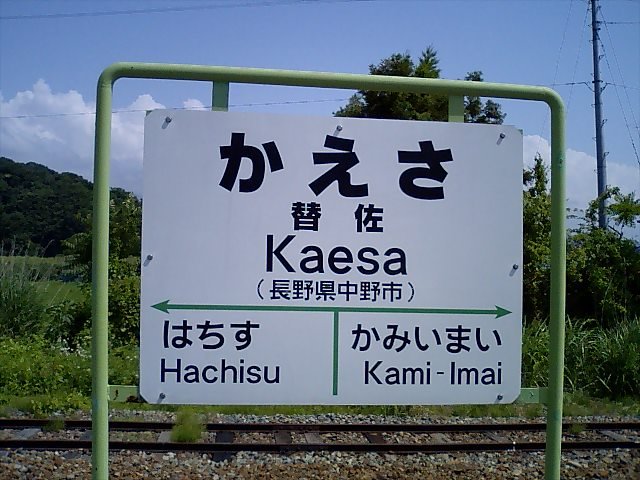 かえさ
替佐
Kaesa
(長野県中野市)
はちす
Hachisu
かみいまい
Kami-Imai